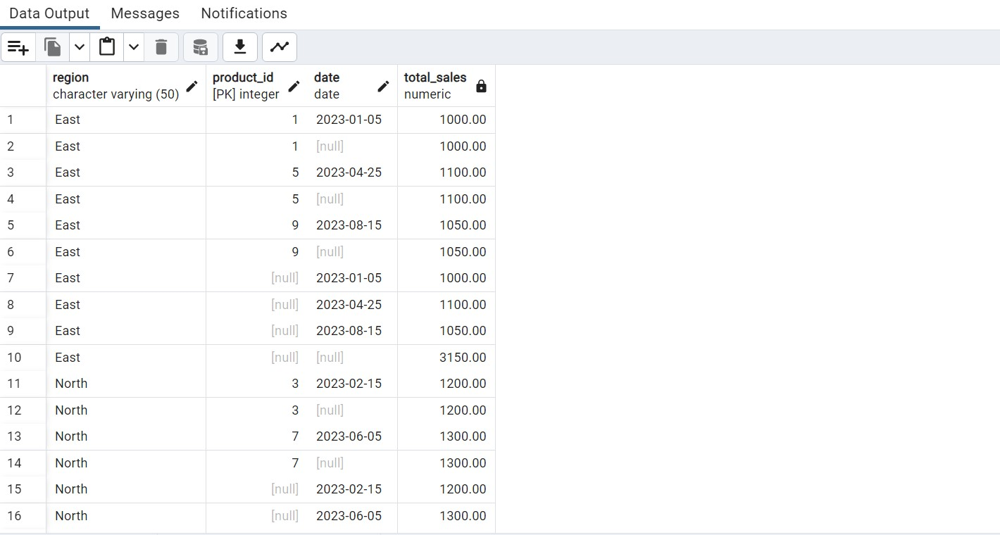 Data Output Messages Notifications
region product_id date total_sales
character varying (50) [PK] integer date numeric
1 East 1 2023-01-05 1000.00
2 East 1 [null] 1000.00
3 East 5 2023-04-25 1100.00
4 East 5 [null] 1100.00
5 East 9 2023-08-15 1050.00
6 East 9 [null] 1050.00
7 East [null] 2023-01-05 1000.00
8 East [null] 2023-04-25 1100.00
9 East [null] 2023-08-15 1050.00
10 East [null] [null] 3150.00
11 North 3 2023-02-15 1200.00
12 North 3 [null] 1200.00
13 North 7 2023-06-05 1300.00
14 North 7 [null] 1300.00
15 North [null] 2023-02-15 1200.00
16 North [null] 2023-06-05 1300.00